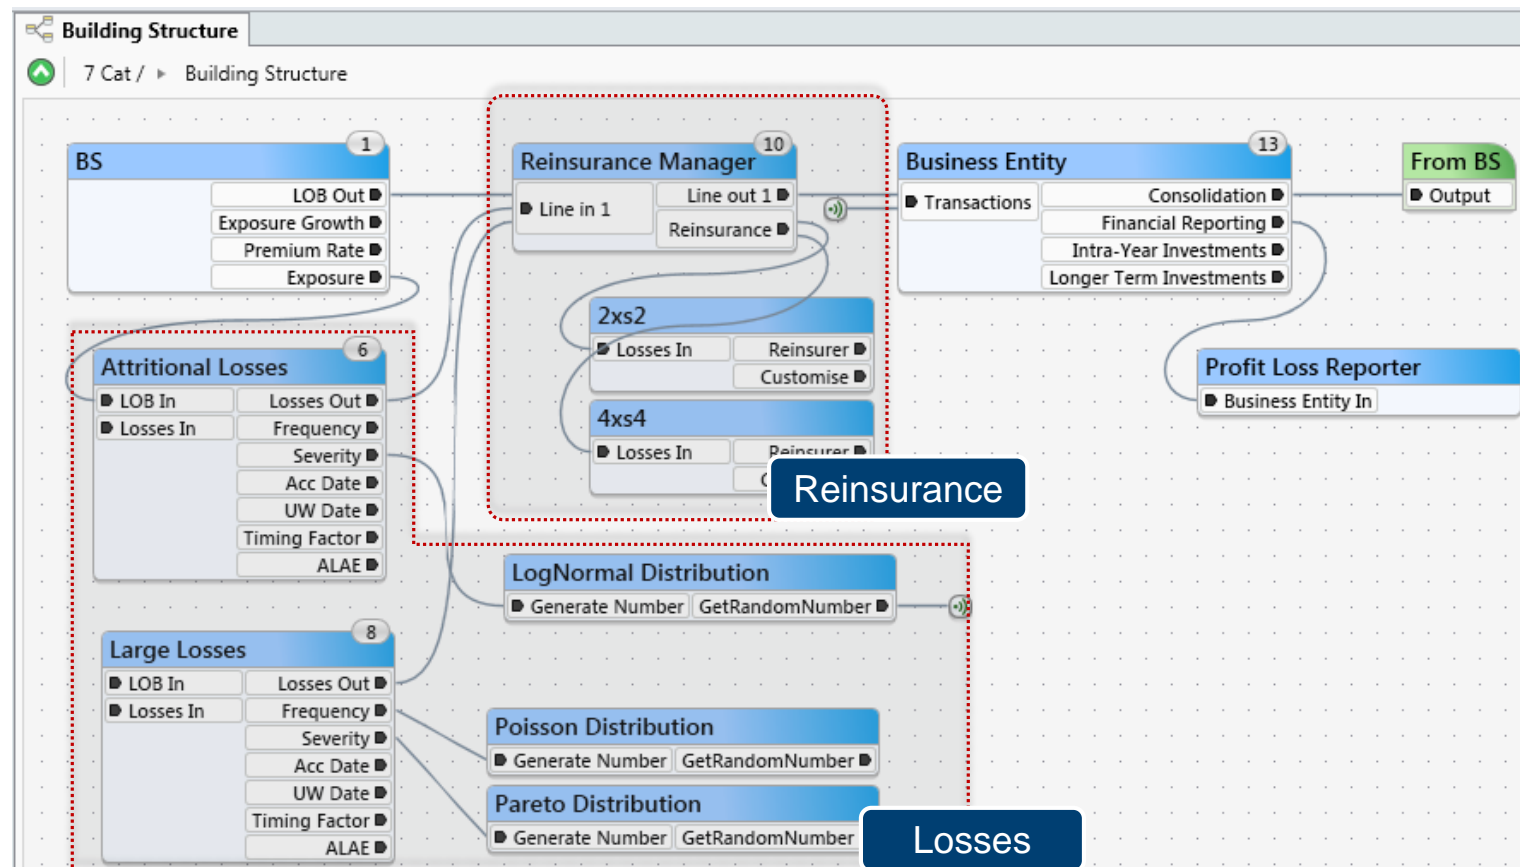 Building Structure
7 Cat / Building Structure
BS
1
LOB Out
Exposure Growth
Premium Rate
Exposure
Reinsurance Manager
10
Line in 1
Line out 1
Reinsurance
Business Entity
13
Transactions
Consolidation
Financial Reporting
Intra-Year Investments
Longer Term Investments
From BS
Output
2xs2
Losses In
Reinsurer
Customise
4xs4
Losses In
Reinsurer
C
Reinsurance
Profit Loss Reporter
Business Entity In
Attritional Losses
6
LOB In
Losses Out
Losses In
Frequency
Severity
Acc Date
UW Date
Timing Factor
ALAE
LogNormal Distribution
Generate Number GetRandomNumber
Large Losses
8
LOB In
Losses Out
Losses In
Frequency
Severity
Acc Date
UW Date
Timing Factor
ALAE
Poisson Distribution
Generate Number GetRandomNumber
Pareto Distribution
Generate Number GetRandomNumber
Losses